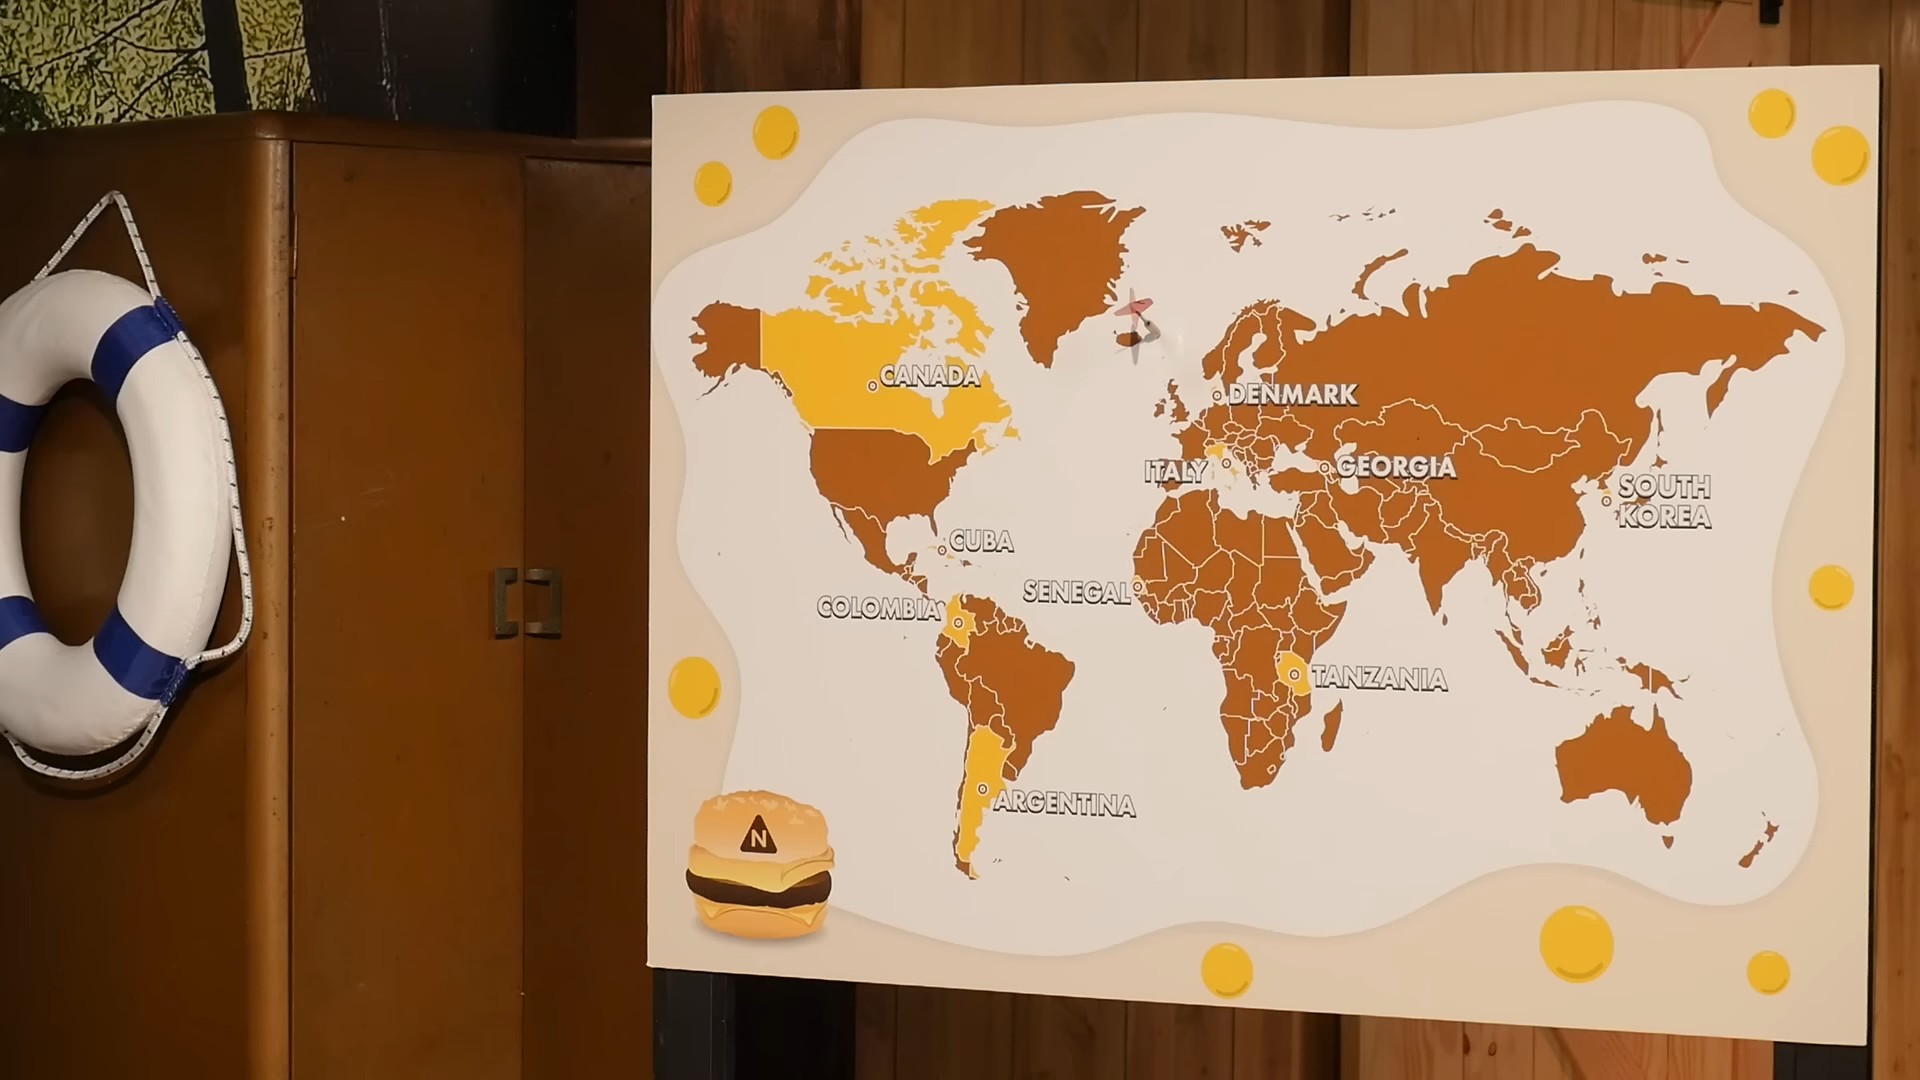 CANADA
DENMARK
ITALY
GEORGIA
SOUTH
KOREA
CUBA
SENEGAL
COLOMBIA
TANZANIA
ARGENTINA
N